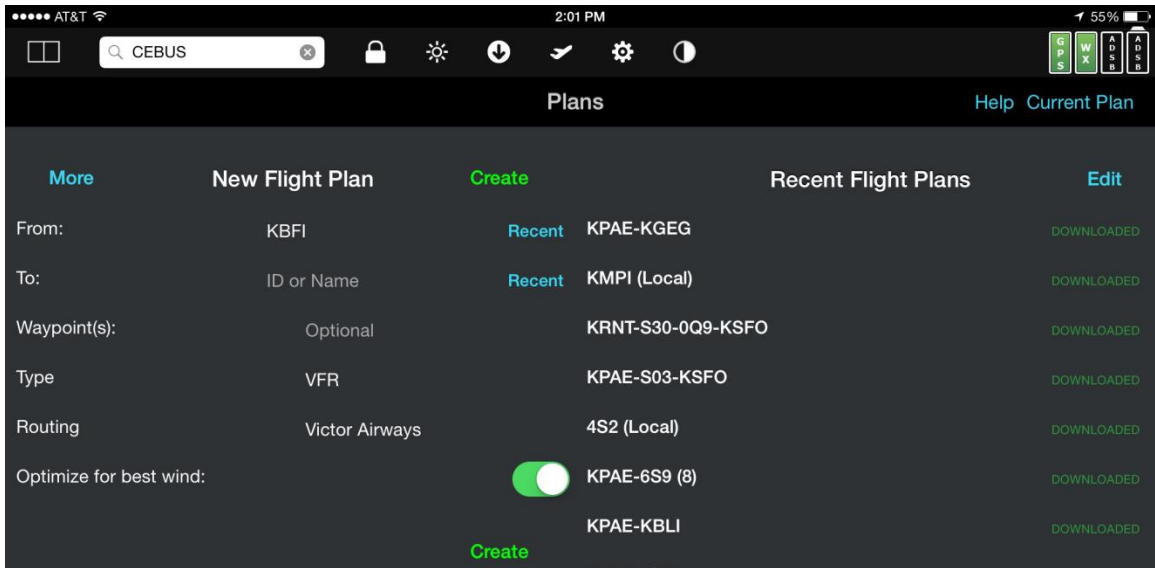 AT&T 2:01 PM 55%
CEBUS GPS WX ADSB ADSB
Plans Help Current Plan
More New Flight Plan Create Recent Flight Plans Edit
From: KBFI Recent KPAE-KGEG DOWNLOADED
To: ID or Name Recent KMPI (Local) DOWNLOADED
Waypoint(s): Optional KRNT-S30-0Q9-KSFO DOWNLOADED
Type VFR KPAE-S03-KSFO DOWNLOADED
Routing Victor Airways 4S2 (Local) DOWNLOADED
Optimize for best wind: KPAE-6S9 (8) DOWNLOADED
KPAE-KBLI DOWNLOADED
Create